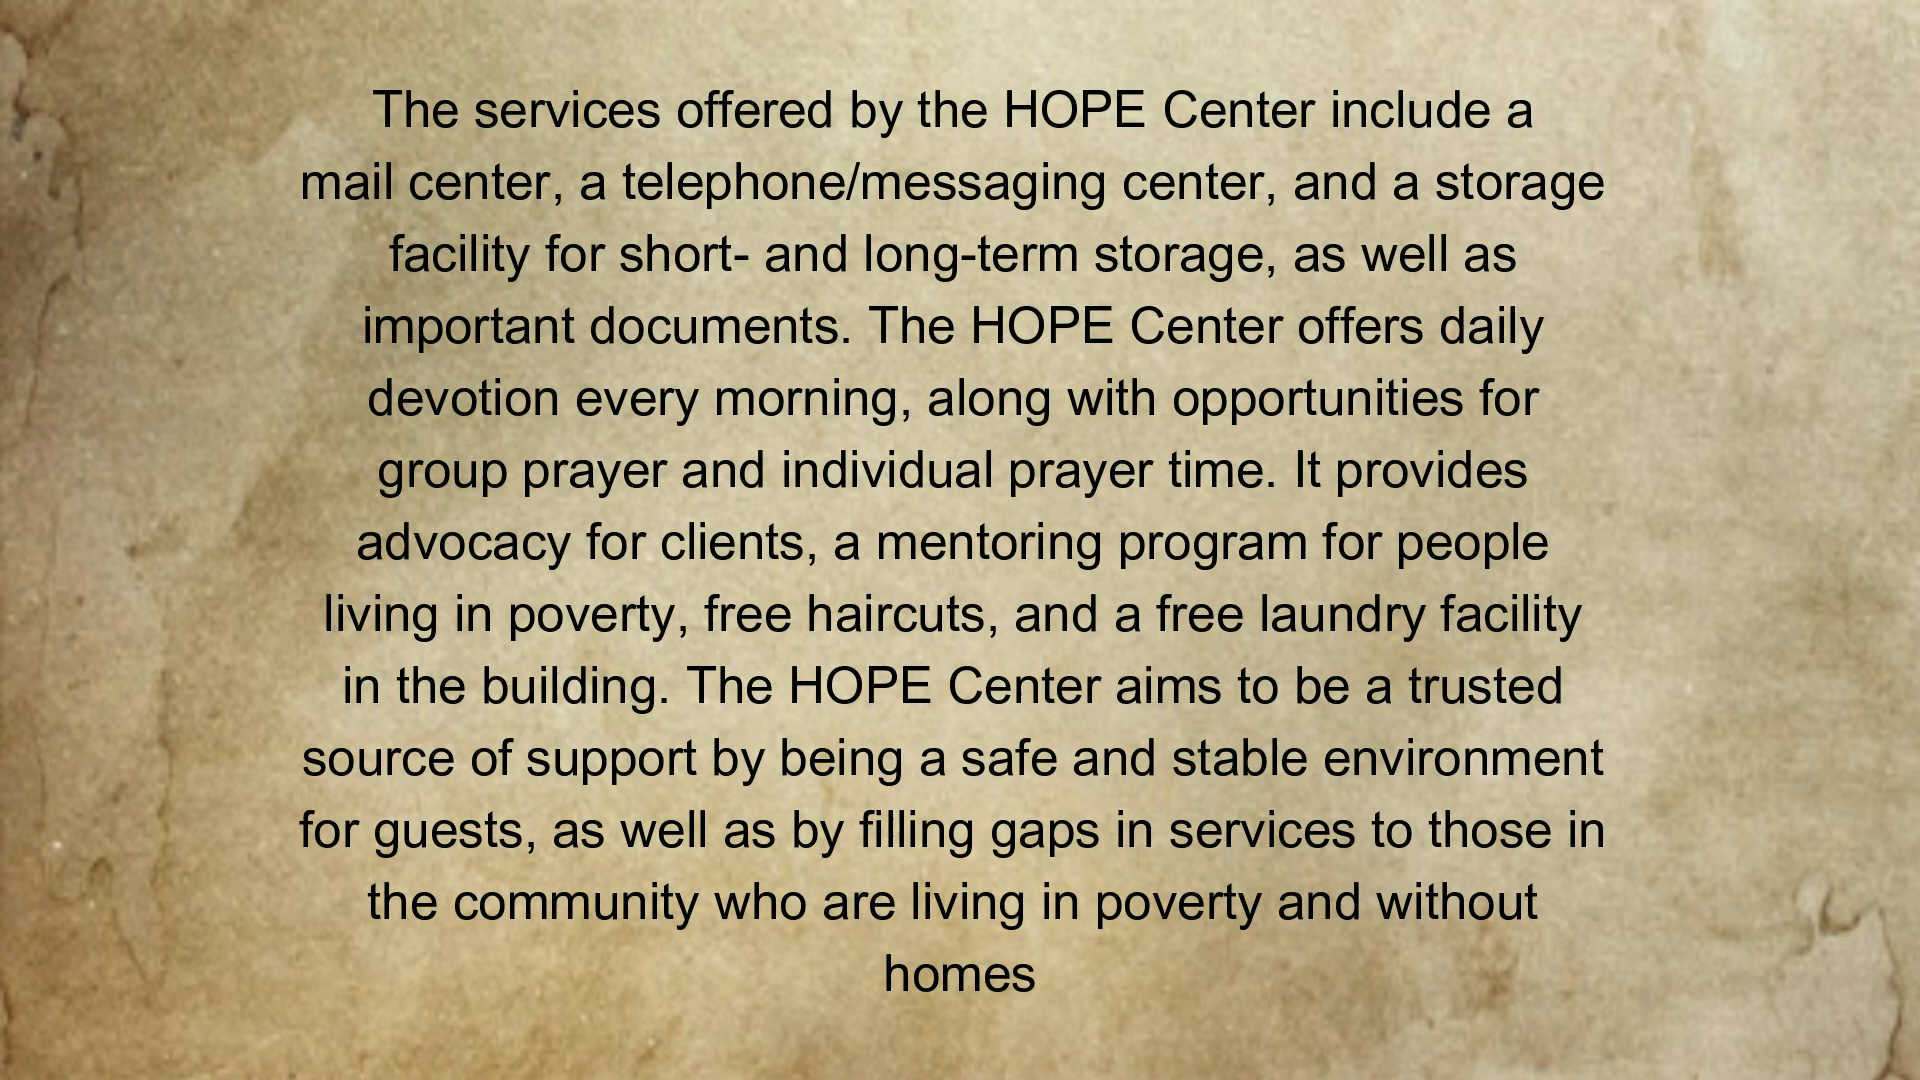 The services offered by the HOPE Center include a
mail center, a telephone/messaging center, and a storage
facility for short- and long-term storage, as well as
important documents. The HOPE Center offers daily
devotion every morning, along with opportunities for
group prayer and individual prayer time. It provides
advocacy for clients, a mentoring program for people
living in poverty, free haircuts, and a free laundry facility
in the building. The HOPE Center aims to be a trusted
source of support by being a safe and stable environment
for guests, as well as by filling gaps in services to those in
the community who are living in poverty and without
homes